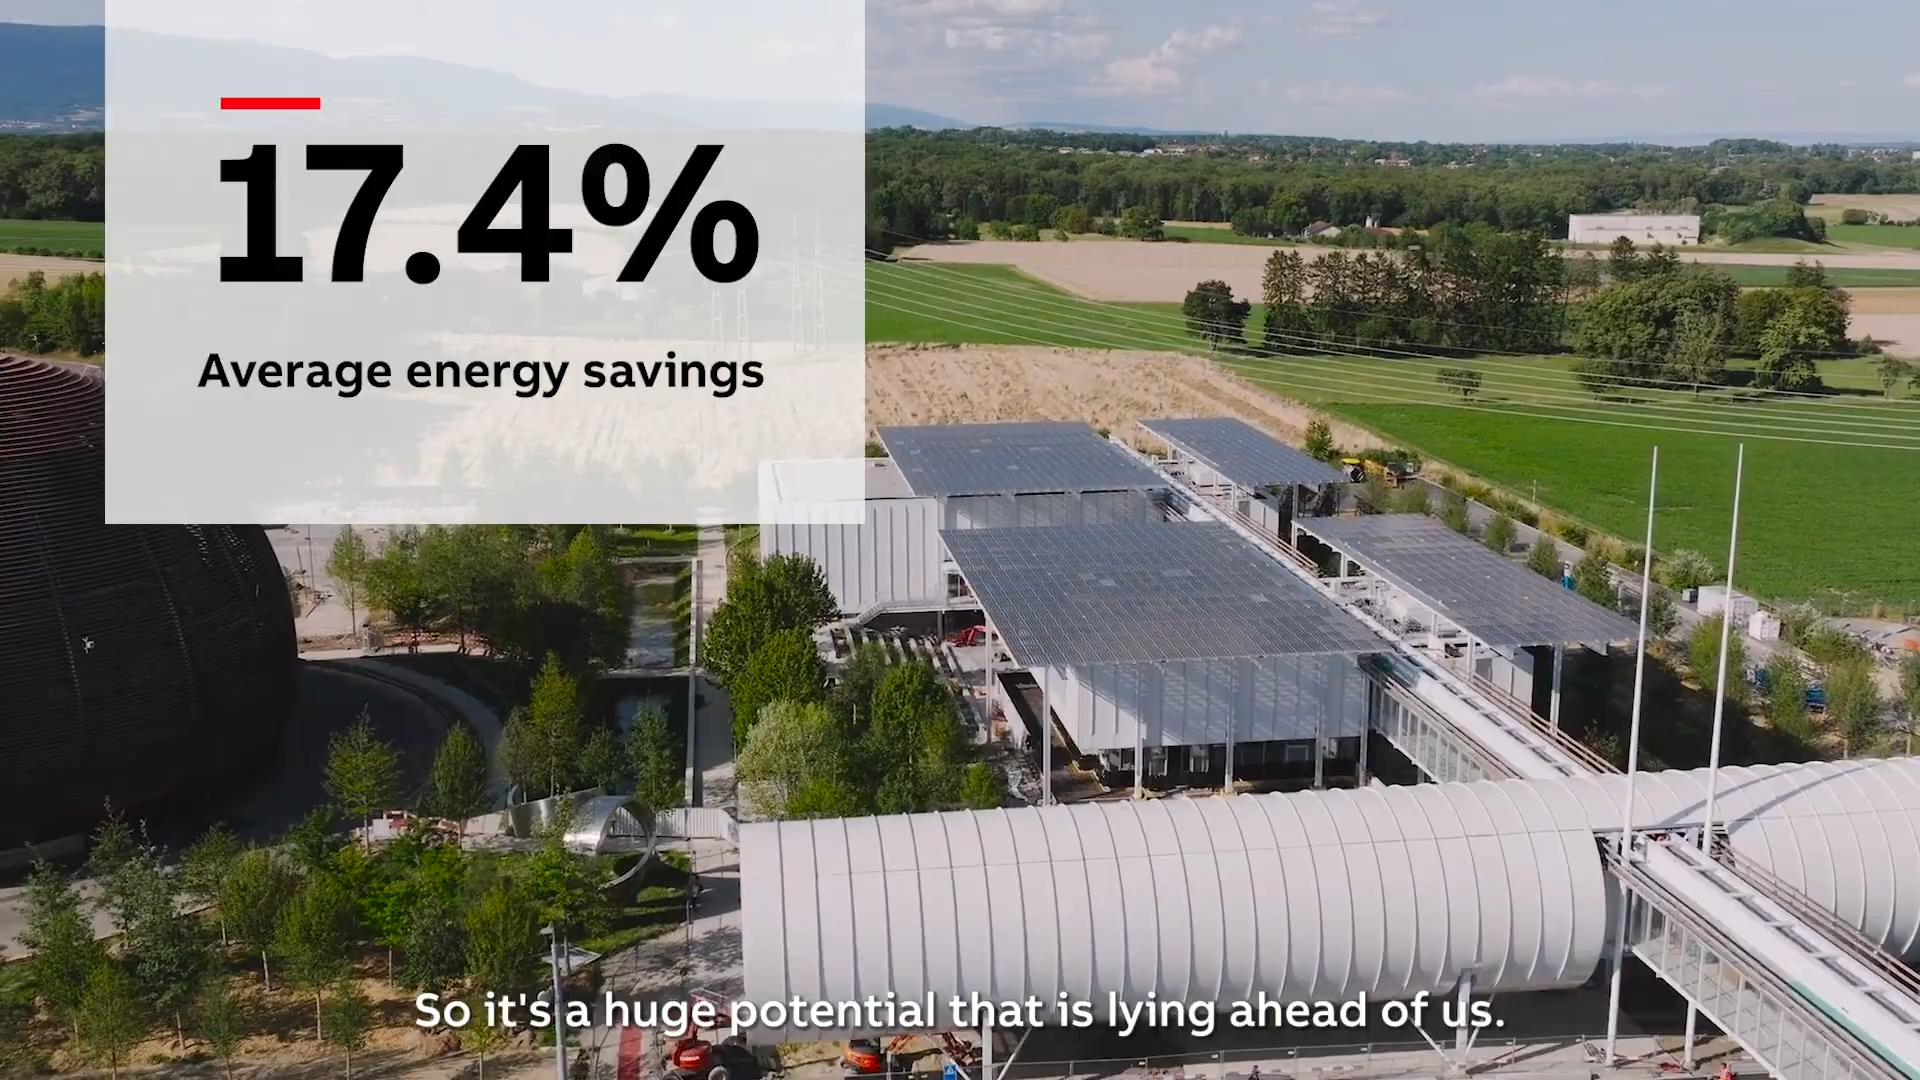 17.4%
Average energy savings
So it's a huge potential that is lying ahead of us.